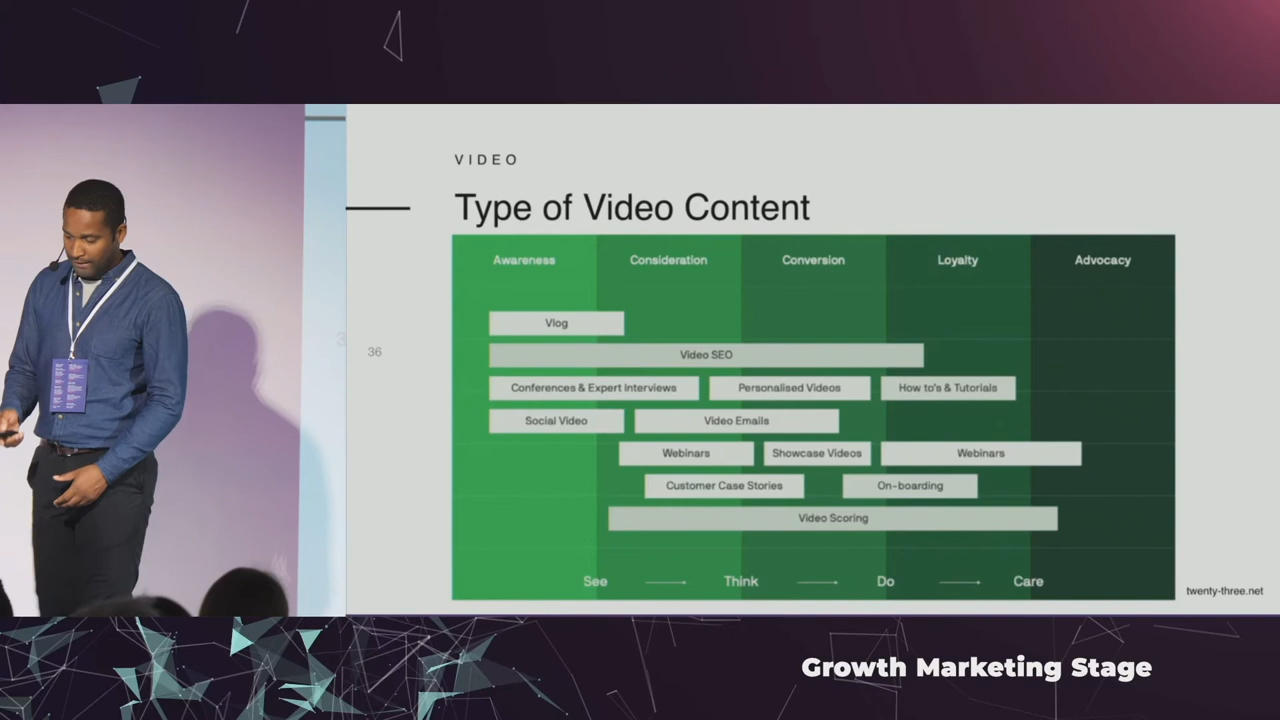 VIDEO
Type of Video Content
36
Awareness Consideration Conversion Loyalty Advocacy
Vlog
Video SEO
Conferences & Expert Interviews Personalised Videos How to's & Tutorials
Social Video Video Emails
Webinars Showcase Videos Webinars
Customer Case Stories On-boarding
Video Scoring
See Think Do Care
twenty-three.net
Growth Marketing Stage